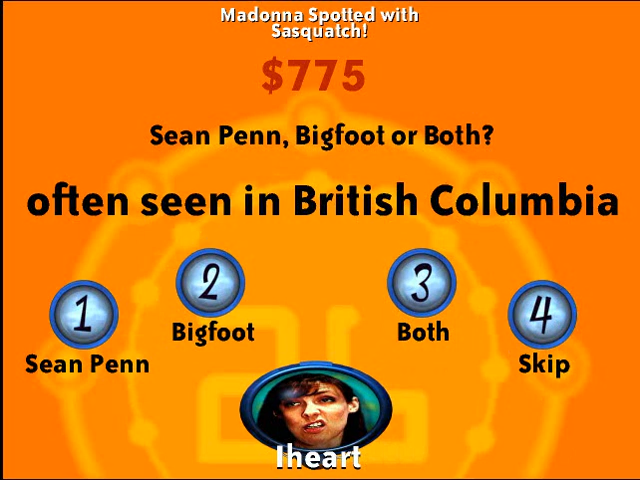 Madonna Spotted with
Sasquatch!
$775
Sean Penn, Bigfoot or Both?
often seen in British Columbia
1
2
3
4
Sean Penn
Bigfoot
Both
Skip
Iheart